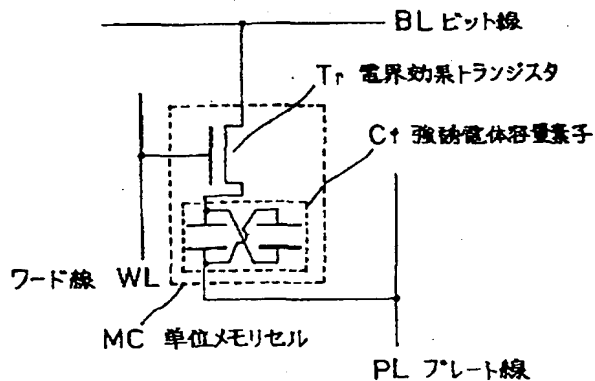 BL ビット線
Tr 電界効果トランジスタ
Cf 強誘電体容量素子
ワード線 WL
MC 単位メモリセル
PL プレート線